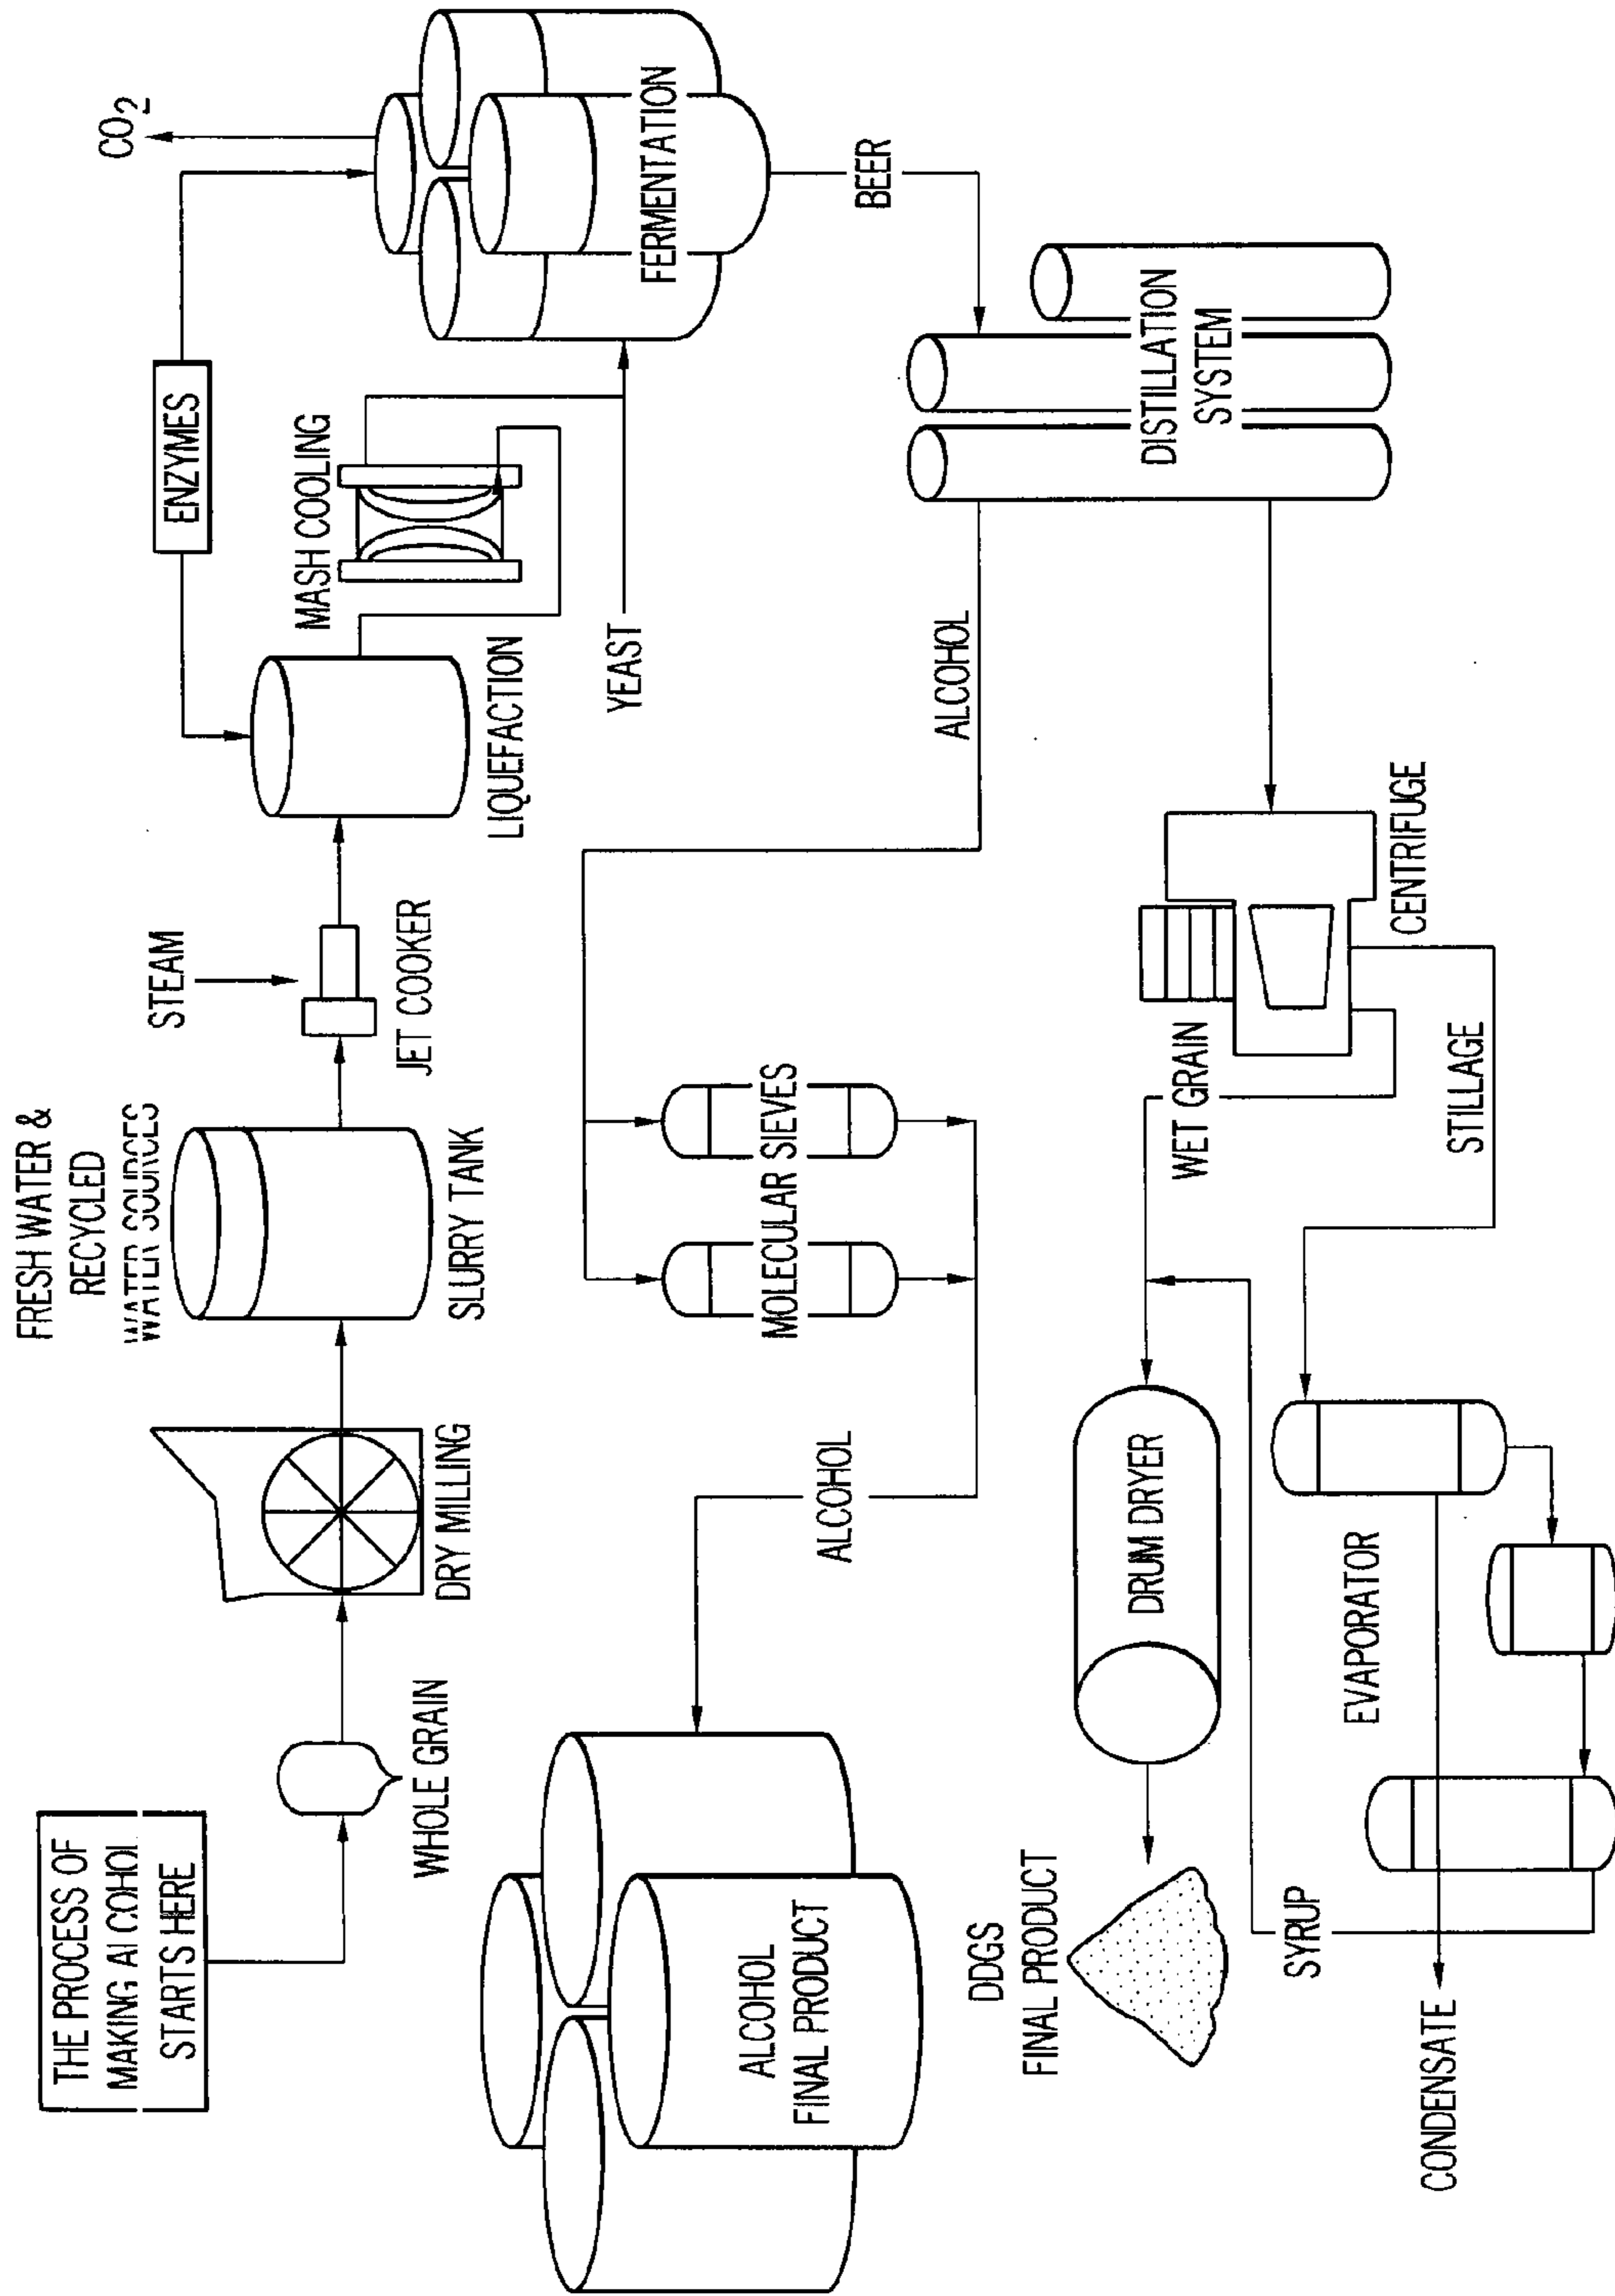 THE PROCESS OF
MAKING ALCOHOL
STARTS HERE
WHOLE GRAIN
DRY MILLING
FRESH WATER &
RECYCLED
WATER SOURCES
SLURRY TANK
STEAM
JET COOKER
LIQUEFACTION
ENZYMES
MASH COOLING
YEAST
CO2
FERMENTATION
BEER
DISTILLATION
SYSTEM
ALCOHOL
MOLECULAR SIEVES
ALCOHOL
ALCOHOL
FINAL PRODUCT
CENTRIFUGE
WET GRAIN
STILLAGE
DRUM DRYER
DDGS
FINAL PRODUCT
EVAPORATOR
SYRUP
CONDENSATE